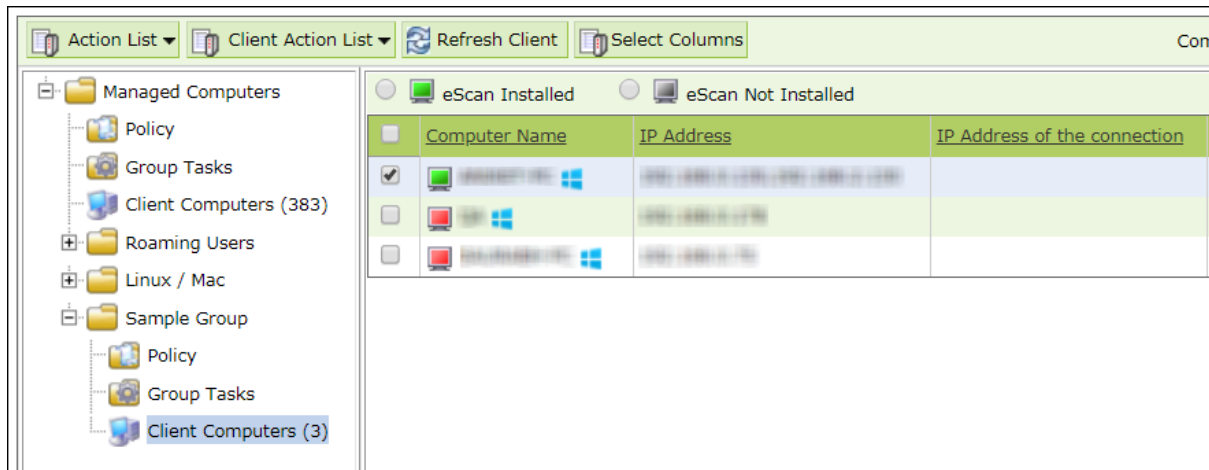 Action List Client Action List Refresh Client Select Columns Com
Managed Computers
Policy
Group Tasks
Client Computers (383)
Roaming Users
Linux / Mac
Sample Group
Policy
Group Tasks
Client Computers (3)
eScan Installed eScan Not Installed
Computer Name IP Address IP Address of the connection